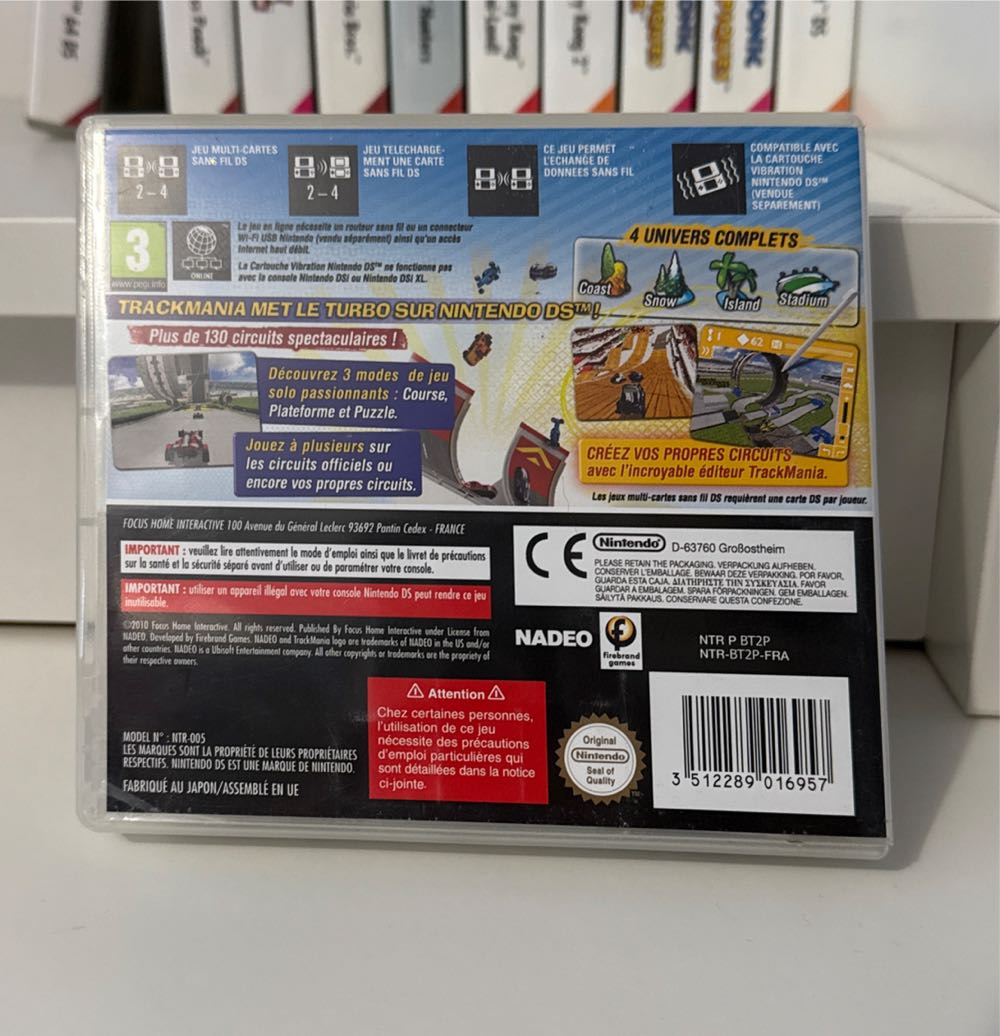 64 DS
Bros.
SONIC
DS
JEU MULTI-CARTES
SANS FIL DS
2 – 4
JEU TELECHARGE-
MENT UNE CARTE
SANS FIL DS
2 – 4
CE JEU PERMET
L'ECHANGE DE
DONNEES SANS FIL
COMPATIBLE AVEC
LA CARTOUCHE
VIBRATION
NINTENDO DS™
(VENDUE
SEPAREMENT)
3
www.pegi.info
ONLINE
Le jeu en ligne nécessite un routeur sans fil ou un connecteur
Wi-Fi USB Nintendo (vendu séparément) ainsi qu'un accès
Internet haut débit.
La Cartouche Vibration Nintendo DS™ ne fonctionne pas
avec la console Nintendo DSi ou Nintendo DSi XL.
4 UNIVERS COMPLETS
Coast
Snow
Island
Stadium
TRACKMANIA MET LE TURBO SUR NINTENDO DS™ !
Plus de 130 circuits spectaculaires !
Découvrez 3 modes de jeu
solo passionnants : Course,
Plateforme et Puzzle.
Jouez à plusieurs sur
les circuits officiels ou
encore vos propres circuits.
1 62
CRÉEZ VOS PROPRES CIRCUITS
avec l'incroyable éditeur TrackMania.
Les jeux multi-cartes sans fil DS requièrent une carte DS par joueur.
FOCUS HOME INTERACTIVE 100 Avenue du Général Leclerc 93692 Pantin Cedex - FRANCE
IMPORTANT : veuillez lire attentivement le mode d'emploi ainsi que le livret de précautions
sur la santé et la sécurité séparé avant d'utiliser ou de paramétrer votre console.
IMPORTANT : utiliser un appareil illégal avec votre console Nintendo DS peut rendre ce jeu
inutilisable.
©2010 Focus Home Interactive. All rights reserved. Published By Focus Home Interactive under License from
NADEO. Developed by Firebrand Games. NADEO and TrackMania logo are trademarks of NADEO in the US and/or
other countries. NADEO is a Ubisoft Entertainment company. All other copyrights or trademarks are the property of
their respective owners.
CE
Nintendo
D-63760 Großostheim
PLEASE RETAIN THE PACKAGING. VERPACKUNG AUFHEBEN.
CONSERVER L'EMBALLAGE. BEWAAR DEZE VERPAKKING. POR FAVOR,
GUARDA ESTA CAJA. ΔΙΑΤΗΡΗΣΤΕ ΤΗΝ ΣΥΣΚΕΥΑΣΙΑ. FAVOR
GUARDAR A EMBALAGEM. SPARA FÖRPACKNINGEN. GEM EMBALLAGEN.
SÄILYTÄ PAKKAUS. CONSERVARE QUESTA CONFEZIONE.
NADEO
firebrand
games
NTR P BT2P
NTR-BT2P-FRA
Attention
Chez certaines personnes,
l'utilisation de ce jeu
nécessite des précautions
d'emploi particulières qui
sont détaillées dans la notice
ci-jointe.
MODEL N° : NTR-005
LES MARQUES SONT LA PROPRIÉTÉ DE LEURS PROPRIÉTAIRES
RESPECTIFS. NINTENDO DS EST UNE MARQUE DE NINTENDO.
FABRIQUÉ AU JAPON/ASSEMBLÉ EN UE
Original
Nintendo
Seal of
Quality
TM
3 512289 016957